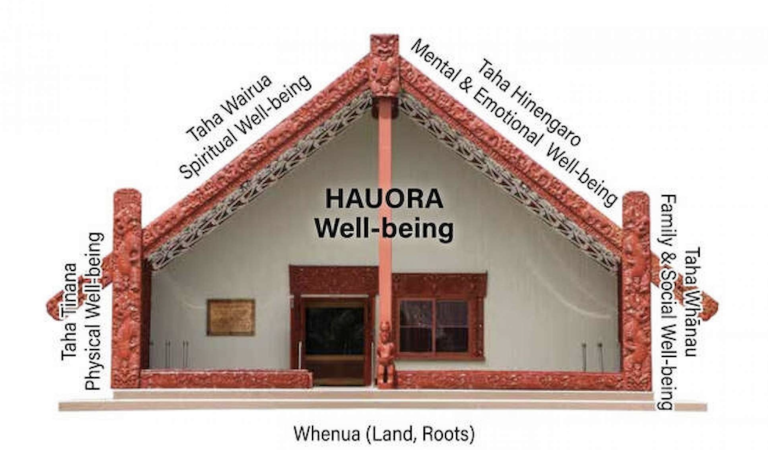 Taha Wairua
Spiritual Well-being
Taha Hinengaro
Mental & Emotional Well-being
HAUORA
Well-being
Taha Tinana
Physical Well-being
Taha Whānau
Family & Social Well-being
Whenua (Land, Roots)